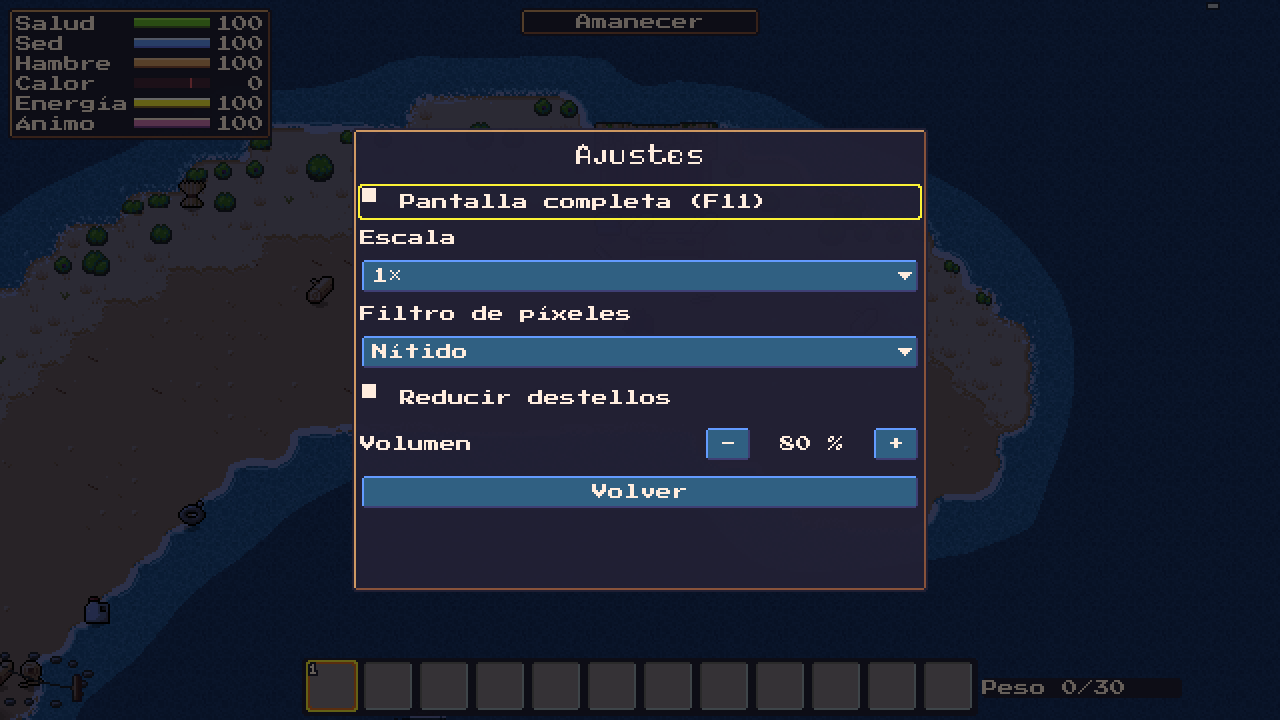 Salud 100
Sed 100
Hambre 100
Calor 0
Energía 100
Ánimo 100
Amanecer
Ajustes
Pantalla completa (F11)
Escala
1×
Filtro de píxeles
Nítido
Reducir destellos
Volumen − 80 % +
Volver
1
Peso 0/30